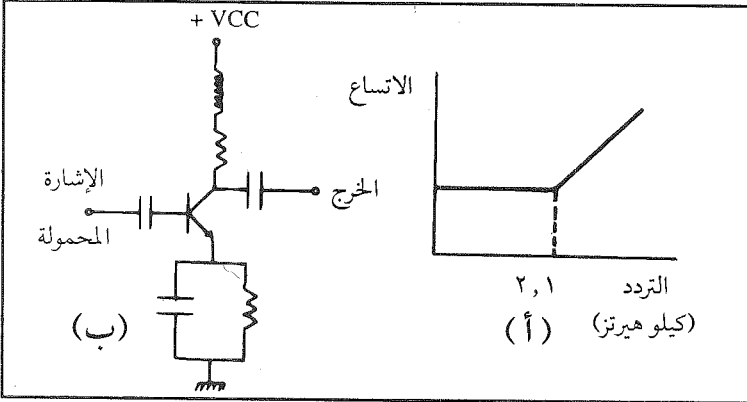 + VCC
الاتساع
الإشارة
المحمولة
الخرج
٢,١
التردد
(كيلو هيرتز)
(أ)
(ب)